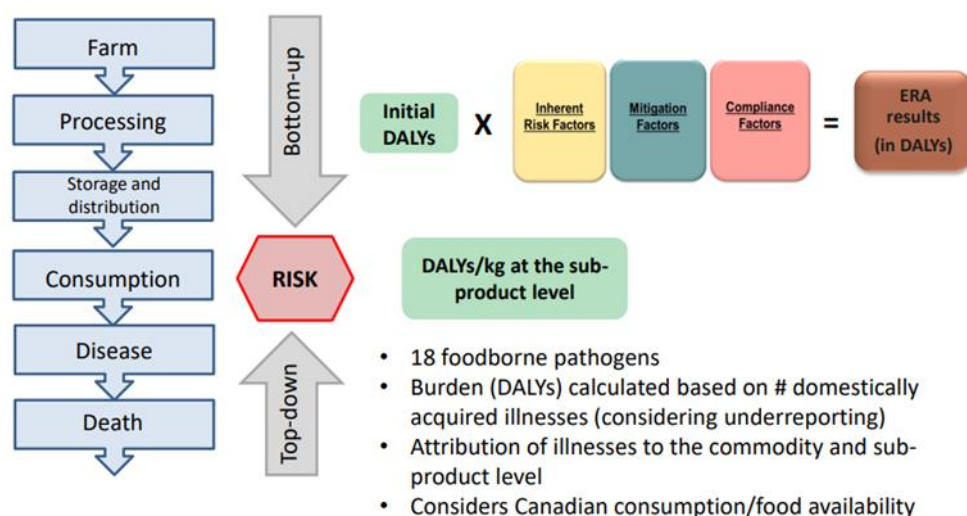 Farm
Processing
Storage and
distribution
Consumption
Disease
Death
Bottom-up
RISK
Top-down
Initial
DALYs
X
Inherent
Risk Factors
Mitigation
Factors
Compliance
Factors
=
ERA
results
(in DALYs)
DALYs/kg at the sub-
product level
• 18 foodborne pathogens
• Burden (DALYs) calculated based on # domestically
acquired illnesses (considering underreporting)
• Attribution of illnesses to the commodity and sub-
product level
• Considers Canadian consumption/food availability